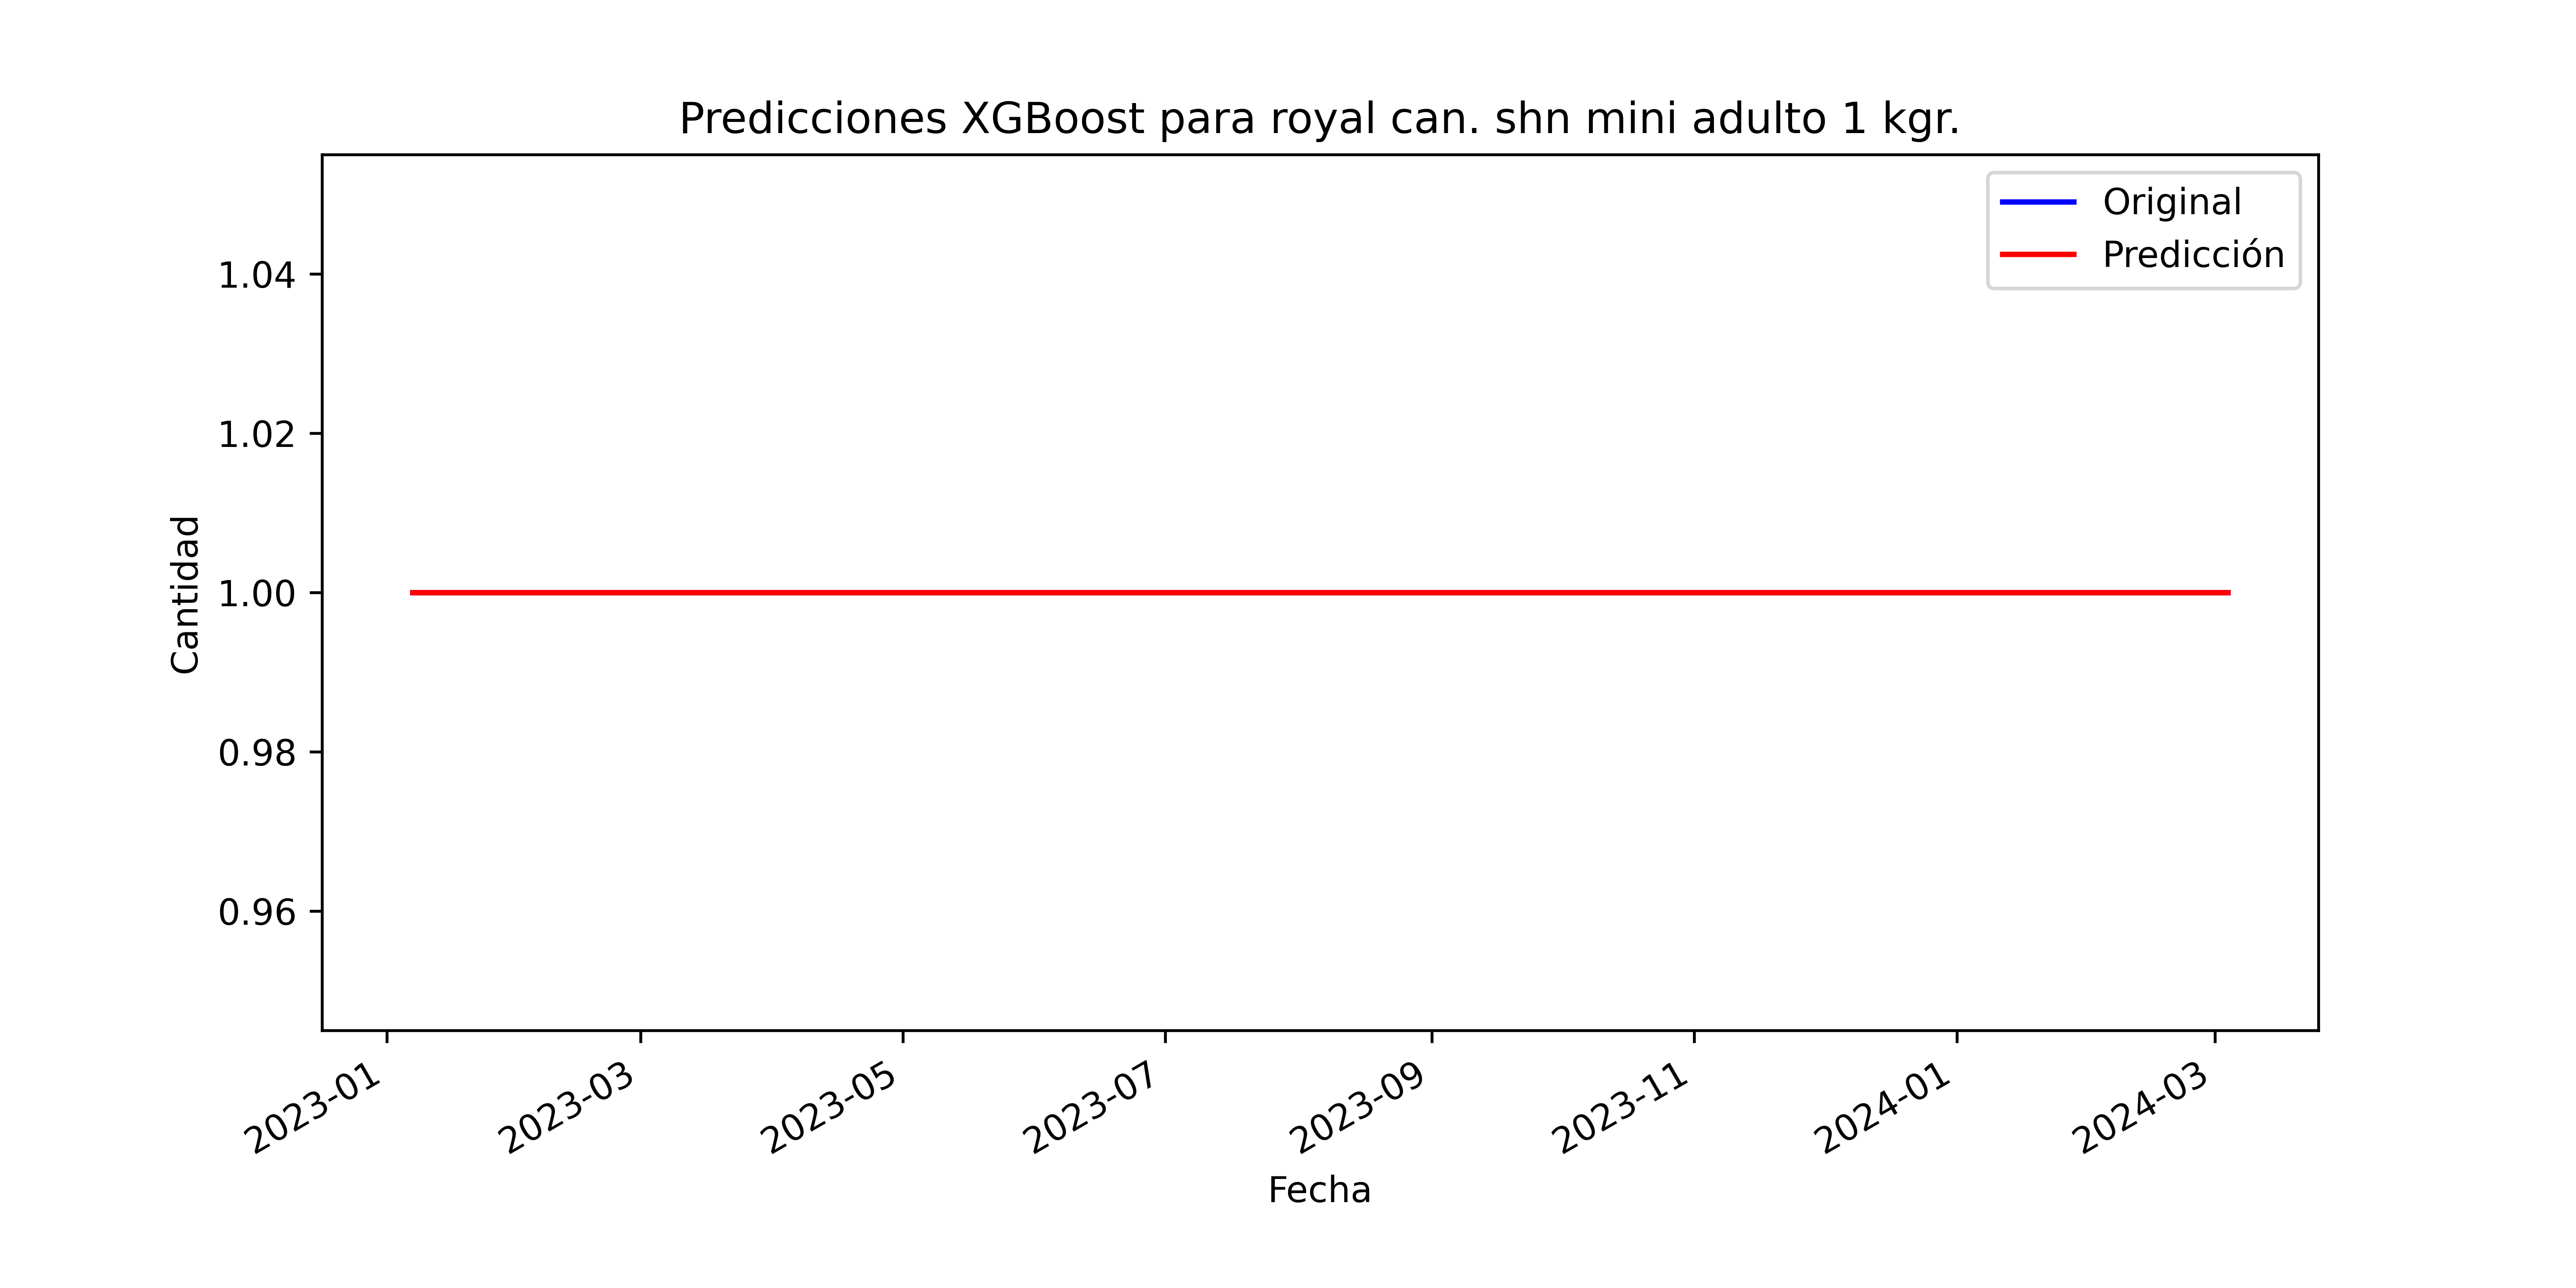 Predicciones XGBoost para royal can. shn mini adulto 1 kgr.
Original
Predicción
1.04
1.02
1.00
0.98
0.96
Cantidad
2023-01
2023-03
2023-05
2023-07
2023-09
2023-11
2024-01
2024-03
Fecha